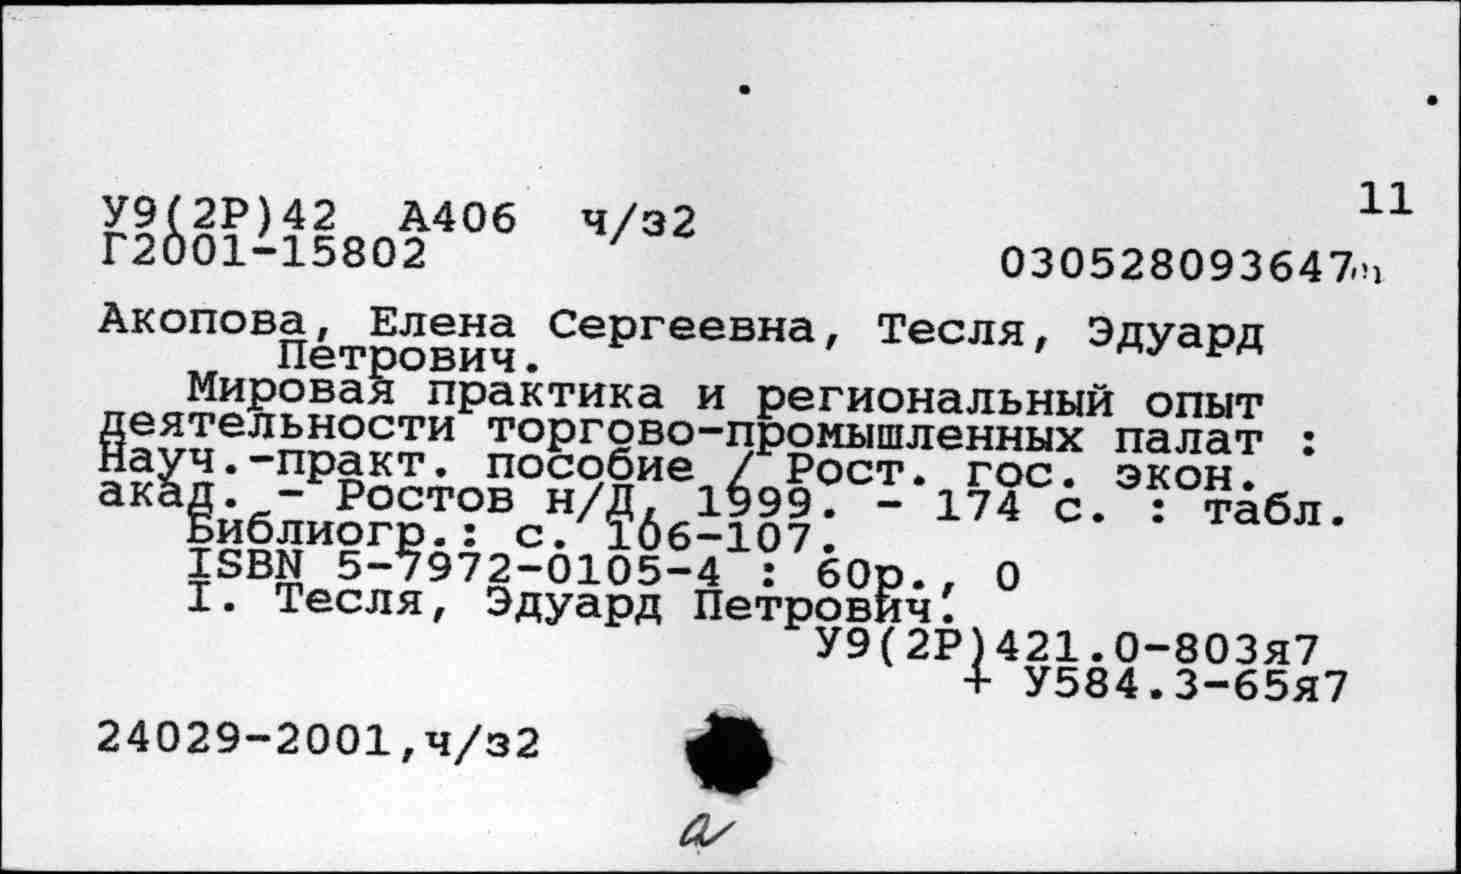 11
У9(2Р)42 А406 ч/з2
Г2001-15802
030528093647
Акопова, Елена Сергеевна, Тесля, Эдуард
Петрович.
Мировая практика и региональный опыт
деятельности торгово-промышленных палат :
Науч.-практ. пособие / Рост. гос. экон.
акад. - Ростов н/Д, 1999. - 174 с. : табл.
Библиогр.: с. 106-107.
ISBN 5-7972-0105-4 : 60р., 0
I. Тесля, Эдуард Петрович.
У9(2Р)421.0-803я7
+ У584.3-65я7
24029-2001,ч/з2